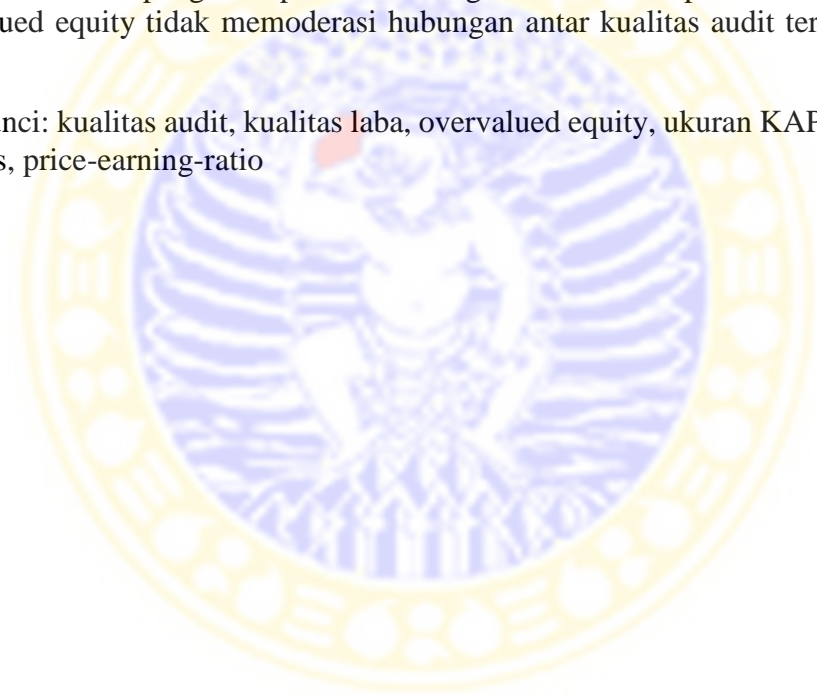 ued equity tidak memoderasi hubungan antar kualitas audit ter
nci: kualitas audit, kualitas laba, overvalued equity, ukuran KAP
s, price-earning-ratio